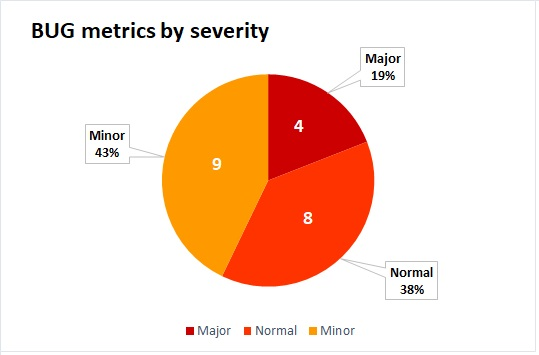 BUG metrics by severity
Major
19%
4
Minor
43%
9
8
Normal
38%
Major Normal Minor